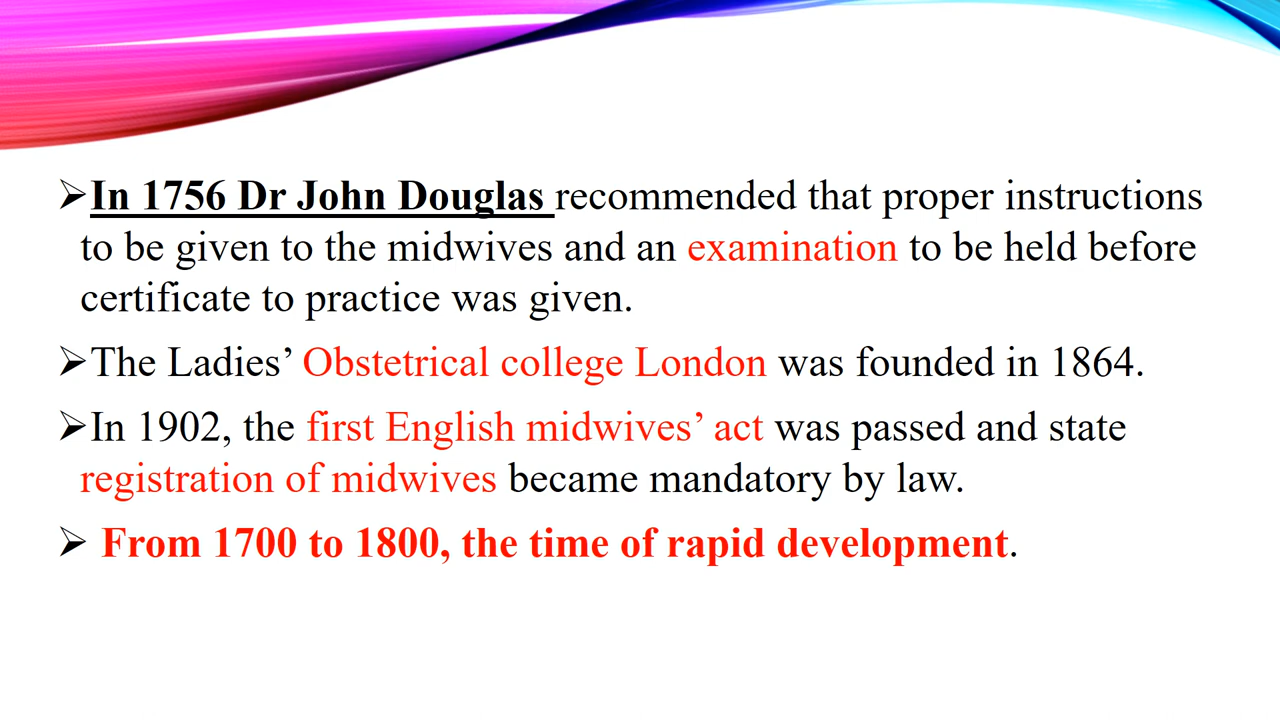 ➢In 1756 Dr John Douglas recommended that proper instructions
to be given to the midwives and an examination to be held before
certificate to practice was given.
➢The Ladies’ Obstetrical college London was founded in 1864.
➢In 1902, the first English midwives’ act was passed and state
registration of midwives became mandatory by law.
➢ From 1700 to 1800, the time of rapid development.